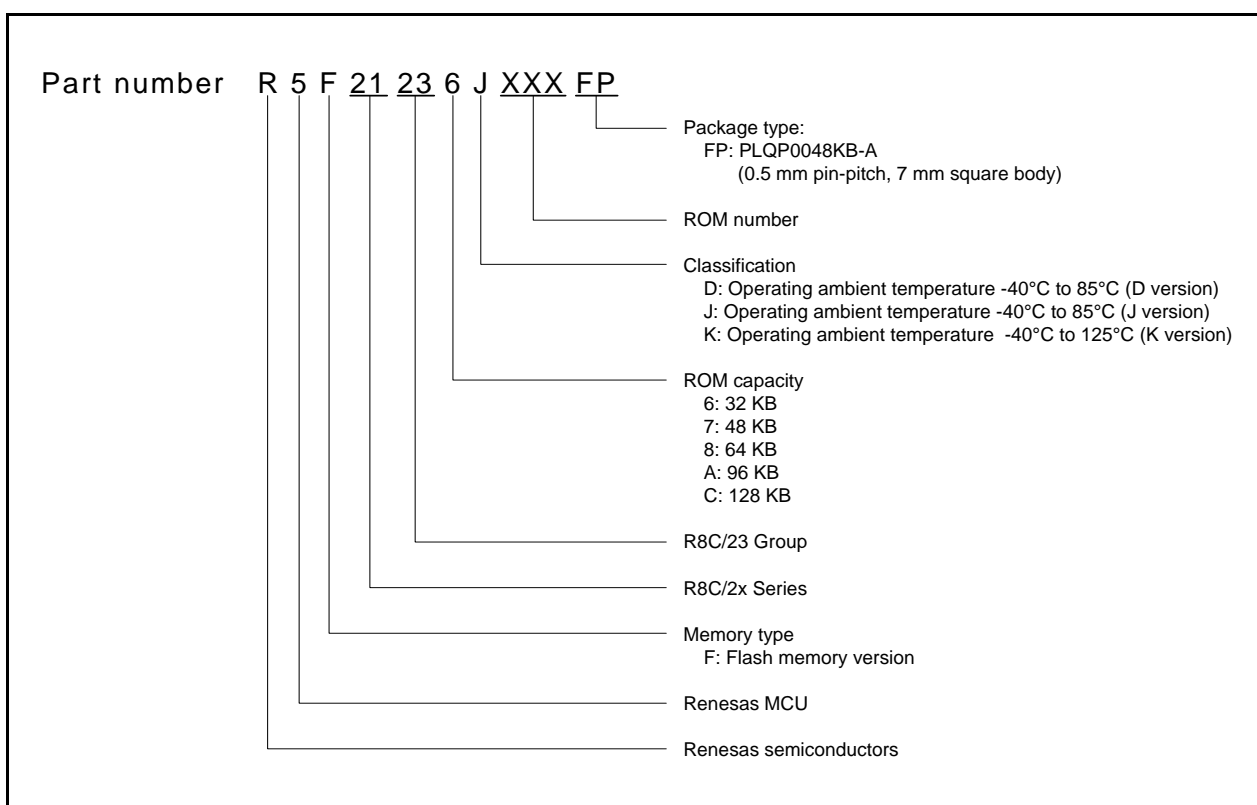 Part number R 5 F 21 23 6 J XXX FP
Package type:
FP: PLQP0048KB-A
(0.5 mm pin-pitch, 7 mm square body)
ROM number
Classification
D: Operating ambient temperature -40°C to 85°C (D version)
J: Operating ambient temperature -40°C to 85°C (J version)
K: Operating ambient temperature -40°C to 125°C (K version)
ROM capacity
6: 32 KB
7: 48 KB
8: 64 KB
A: 96 KB
C: 128 KB
R8C/23 Group
R8C/2x Series
Memory type
F: Flash memory version
Renesas MCU
Renesas semiconductors